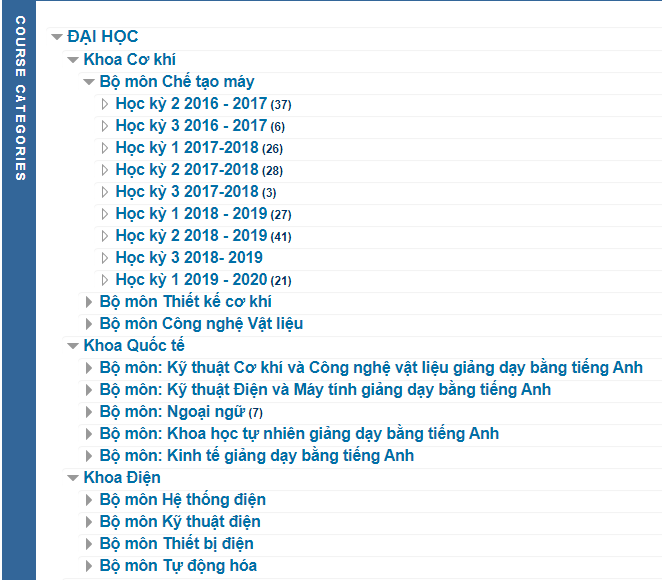 COURSE CATEGORIES
ĐẠI HỌC
Khoa Cơ khí
Bộ môn Chế tạo máy
Học kỳ 2 2016 - 2017 (37)
Học kỳ 3 2016 - 2017 (6)
Học kỳ 1 2017-2018 (26)
Học kỳ 2 2017-2018 (28)
Học kỳ 3 2017-2018 (3)
Học kỳ 1 2018 - 2019 (27)
Học kỳ 2 2018 - 2019 (41)
Học kỳ 3 2018- 2019
Học kỳ 1 2019 - 2020 (21)
Bộ môn Thiết kế cơ khí
Bộ môn Công nghệ Vật liệu
Khoa Quốc tế
Bộ môn: Kỹ thuật Cơ khí và Công nghệ vật liệu giảng dạy bằng tiếng Anh
Bộ môn: Kỹ thuật Điện và Máy tính giảng dạy bằng tiếng Anh
Bộ môn: Ngoại ngữ (7)
Bộ môn: Khoa học tự nhiên giảng dạy bằng tiếng Anh
Bộ môn: Kinh tế giảng dạy bằng tiếng Anh
Khoa Điện
Bộ môn Hệ thống điện
Bộ môn Kỹ thuật điện
Bộ môn Thiết bị điện
Bộ môn Tự động hóa